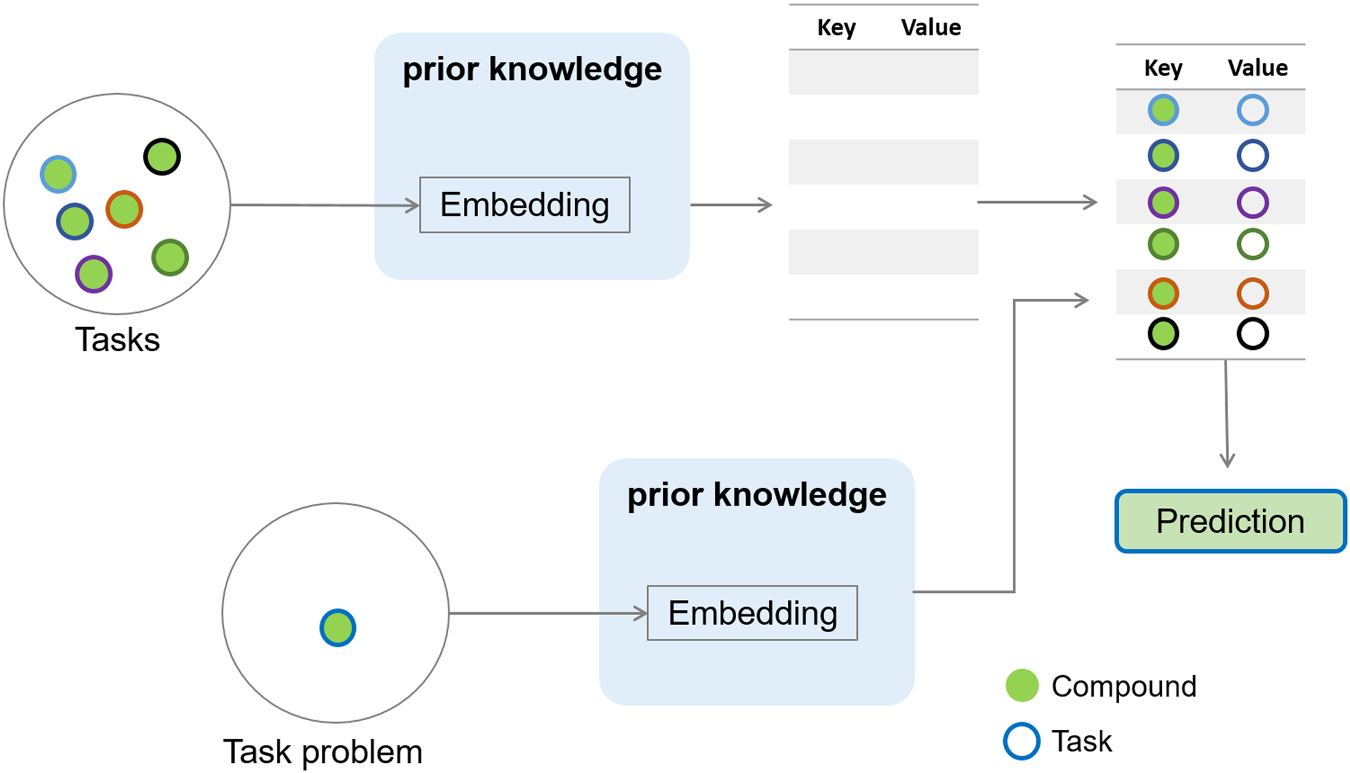 Key Value
prior knowledge
Key Value
Embedding
Tasks
prior knowledge
Prediction
Embedding
Compound
Task problem
Task